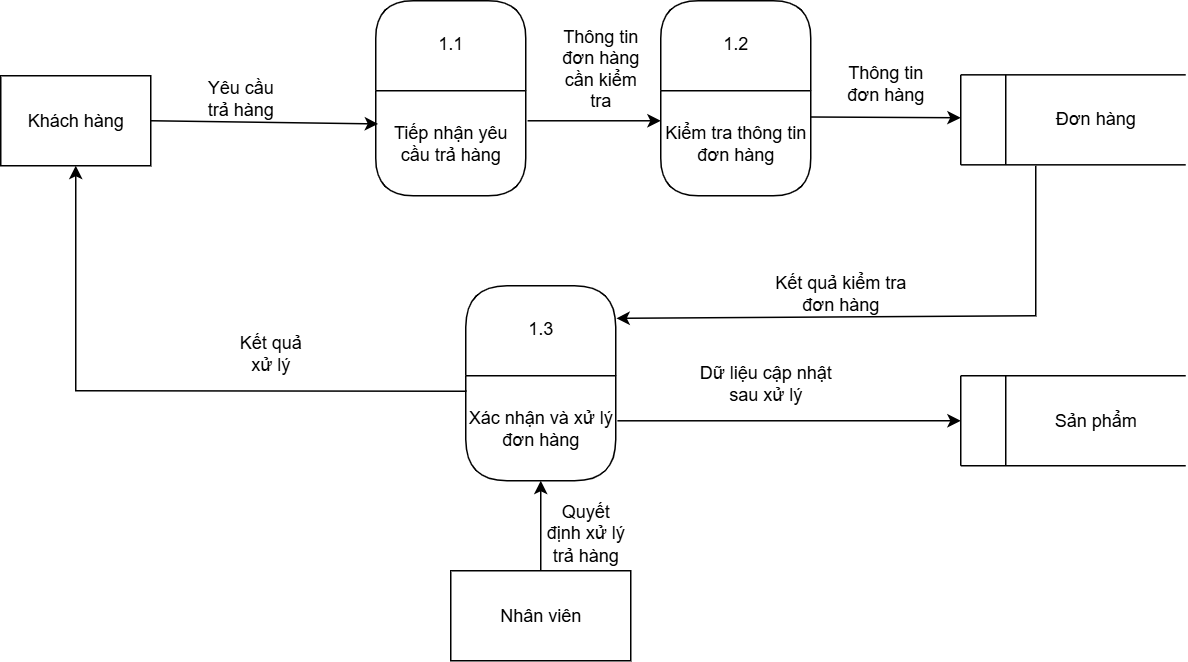 1.1
1.2
Thông tin
đơn hàng
cần kiểm
tra
Yêu cầu
trả hàng
Thông tin
đơn hàng
Khách hàng
Tiếp nhận yêu
cầu trả hàng
Kiểm tra thông tin
đơn hàng
Đơn hàng
Kết quả kiểm tra
đơn hàng
1.3
Kết quả
xử lý
Dữ liệu cập nhật
sau xử lý
Xác nhận và xử lý
đơn hàng
Sản phẩm
Quyết
định xử lý
trả hàng
Nhân viên